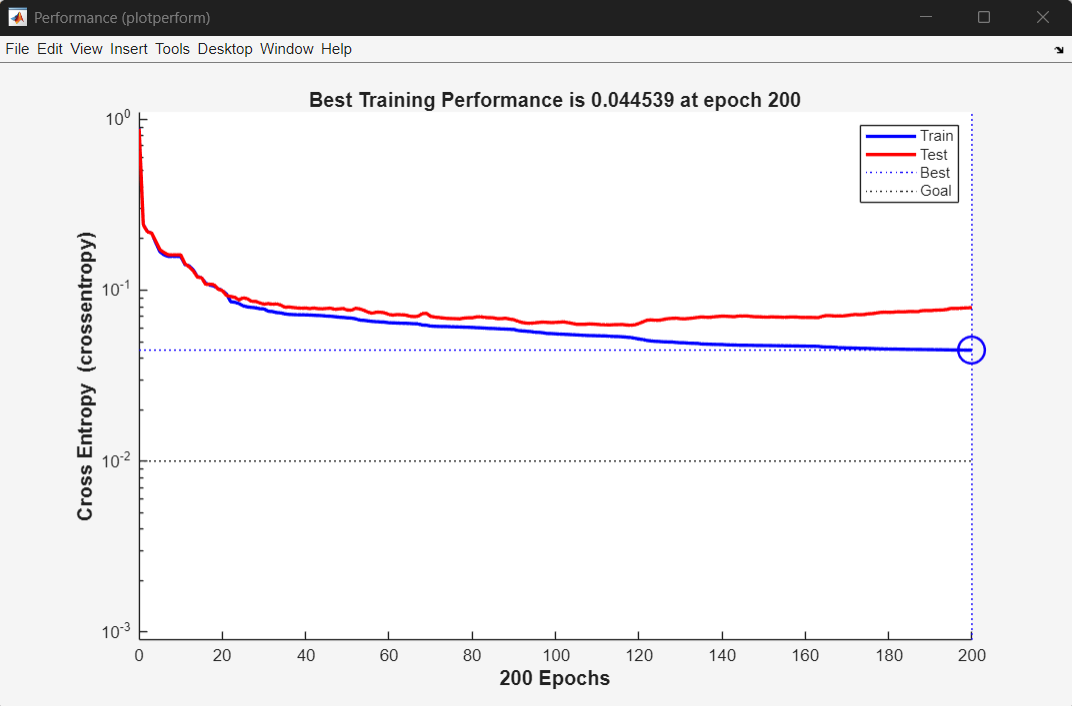 Performance (plotperform)
File Edit View Insert Tools Desktop Window Help
Best Training Performance is 0.044539 at epoch 200
Train
Test
Best
Goal
Cross Entropy (crossentropy)
10^0
10^-1
10^-2
10^-3
0 20 40 60 80 100 120 140 160 180 200
200 Epochs